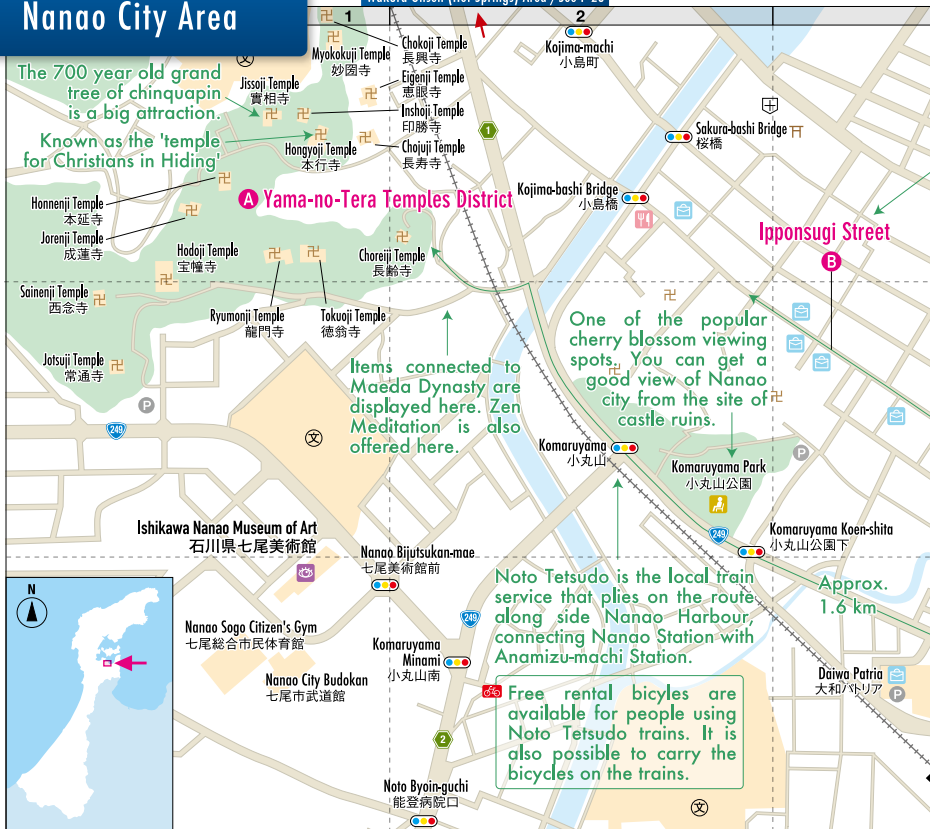 Nanao City Area
1
2
Kojima-machi
小島町
Chokoji Temple
長興寺
Myokokuji Temple
妙圀寺
The 700 year old grand
tree of chinquapin
is a big attraction.
文
Jissoji Temple
實相寺
Eigenji Temple
恵眼寺
Inshoji Temple
印勝寺
Known as the 'temple
for Christians in Hiding'
Hongyoji Temple
本行寺
Chojuji Temple
長寿寺
1
Sakura-bashi Bridge
桜橋
Honnenji Temple
本延寺
A Yama-no-Tera Temples District
Kojima-bashi Bridge
小島橋
Jorenji Temple
成蓮寺
Ipponsugi Street
B
Hodoji Temple
宝幢寺
Choreiji Temple
長齢寺
Sainenji Temple
西念寺
Ryumonji Temple
龍門寺
Tokuoji Temple
徳翁寺
One of the popular
cherry blossom viewing
spots. You can get a
good view of Nanao
city from the site of
castle ruins.
Jotsuji Temple
常通寺
P
249
文
Items connected to
Maeda Dynasty are
displayed here. Zen
Meditation is also
offered here.
Komaruyama
小丸山
Komaruyama Park
小丸山公園
P
Ishikawa Nanao Museum of Art
石川県七尾美術館
Nanao Bijutsukan-mae
七尾美術館前
249
Komaruyama Koen-shita
小丸山公園下
Noto Tetsudo is the local train
service that plies on the route
along side Nanao Harbour,
connecting Nanao Station with
Anamizu-machi Station.
Approx.
1.6 km
N
249
Nanao Sogo Citizen's Gym
七尾総合市民体育館
Komaruyama
Minami
小丸山南
Nanao City Budokan
七尾市武道館
Daiwa Patria
大和パトリア
P
Free rental bicyles are
available for people using
Noto Tetsudo trains. It is
also possible to carry the
bicycles on the trains.
2
Noto Byoin-guchi
能登病院口
文